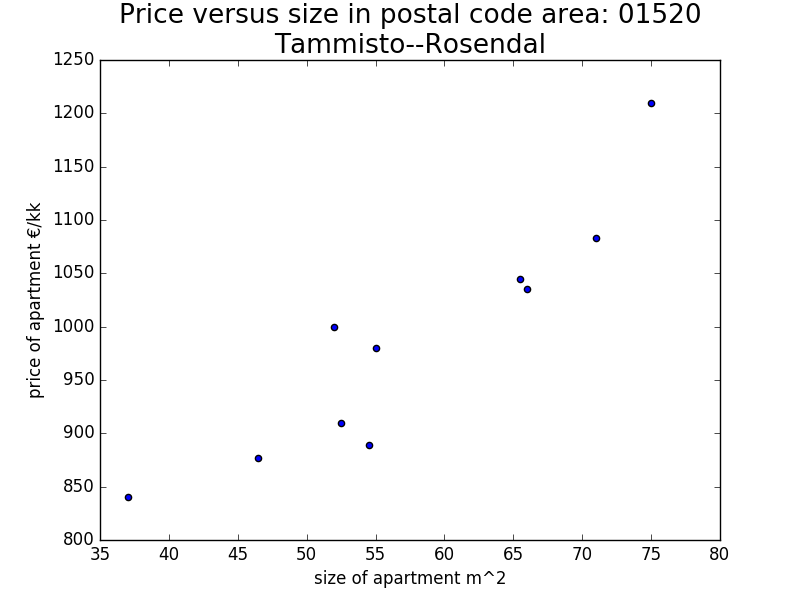 Price versus size in postal code area: 01520
Tammisto--Rosendal
1250
1200
1150
1100
1050
1000
950
900
850
800
price of apartment €/kk
35 40 45 50 55 60 65 70 75 80
size of apartment m^2